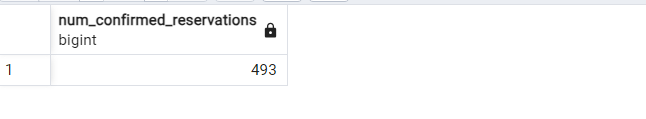 num_confirmed_reservations
bigint
1
493